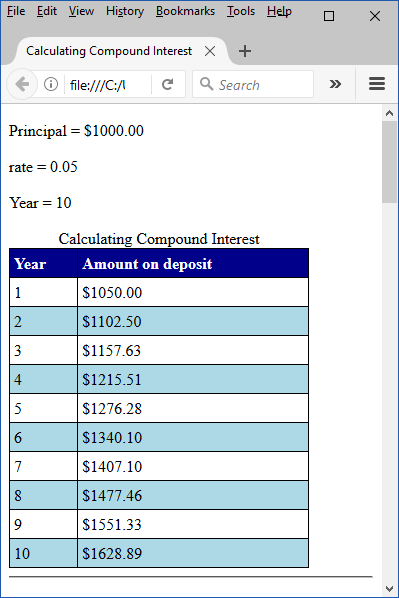 File Edit View History Bookmarks Tools Help
Calculating Compound Interest
file:///C:/
Search
Principal = $1000.00
rate = 0.05
Year = 10
Calculating Compound Interest
Year Amount on deposit
1 $1050.00
2 $1102.50
3 $1157.63
4 $1215.51
5 $1276.28
6 $1340.10
7 $1407.10
8 $1477.46
9 $1551.33
10 $1628.89